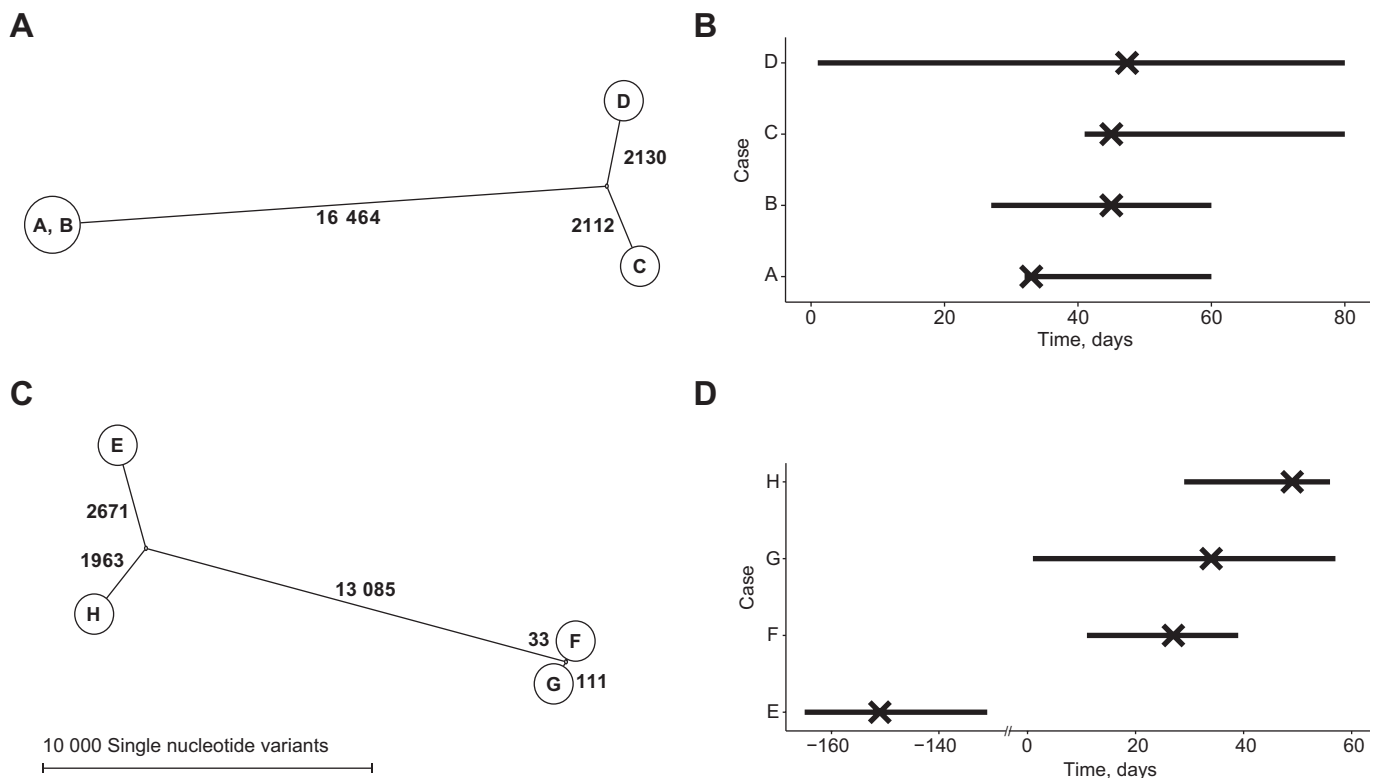 A
D
2130
A, B
16 464
2112
C
B
D
C
B
A
Case
0 20 40 60 80
Time, days
C
E
2671
1963
H
13 085
33
F
G
111
10 000 Single nucleotide variants
D
H
G
F
E
Case
−160 −140 // 0 20 40 60
Time, days